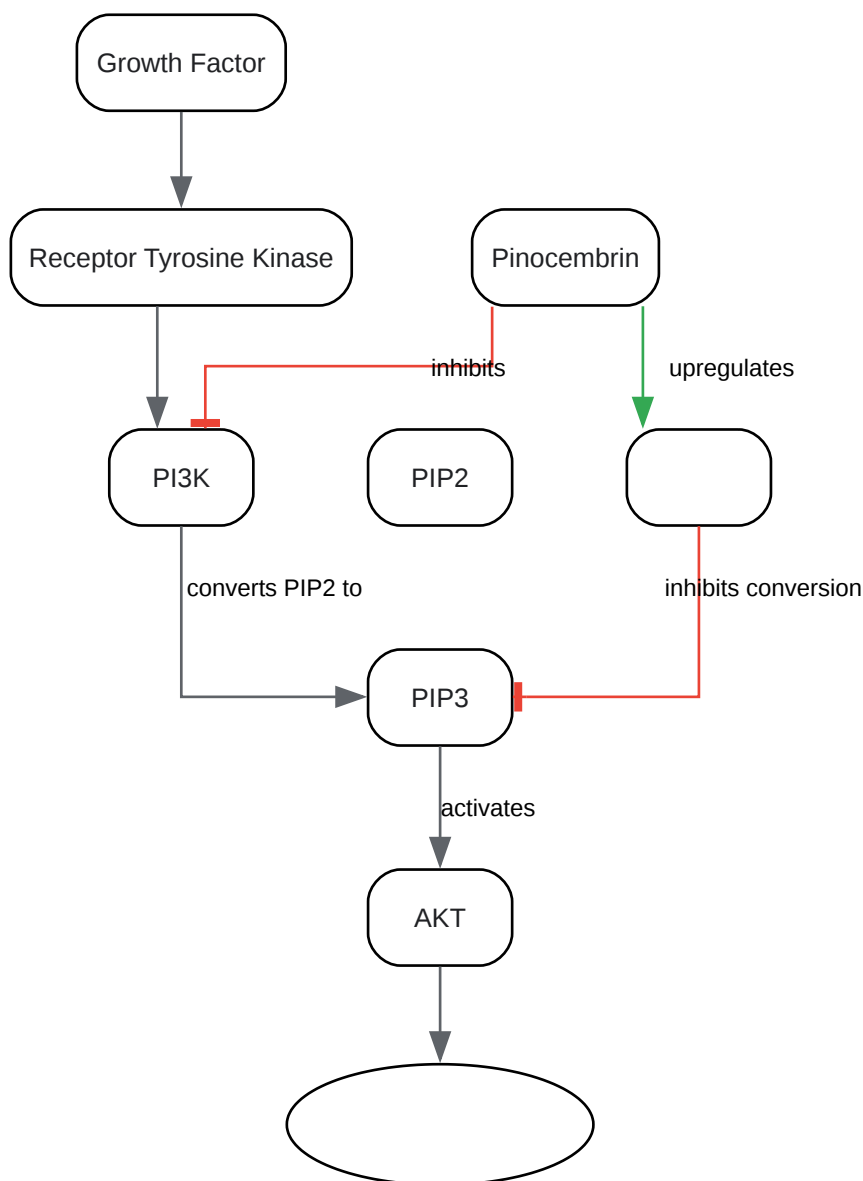 Growth Factor
Receptor Tyrosine Kinase
Pinocembrin
inhibits
upregulates
PI3K
PIP2
converts PIP2 to
inhibits conversion
PIP3
activates
AKT